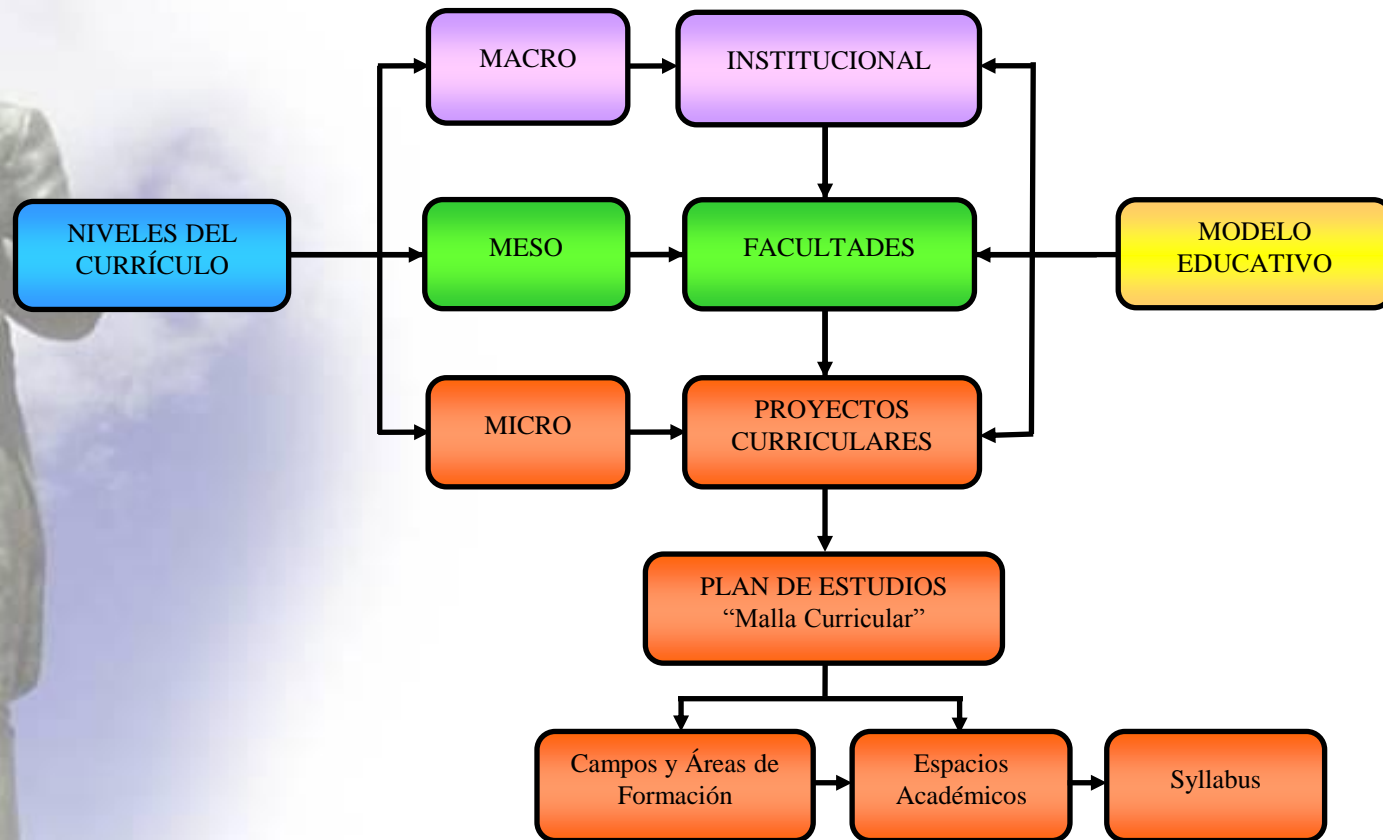 MACRO
INSTITUCIONAL
NIVELES DEL
CURRÍCULO
MESO
FACULTADES
MODELO
EDUCATIVO
MICRO
PROYECTOS
CURRICULARES
PLAN DE ESTUDIOS
“Malla Curricular”
Campos y Áreas de
Formación
Espacios
Académicos
Syllabus